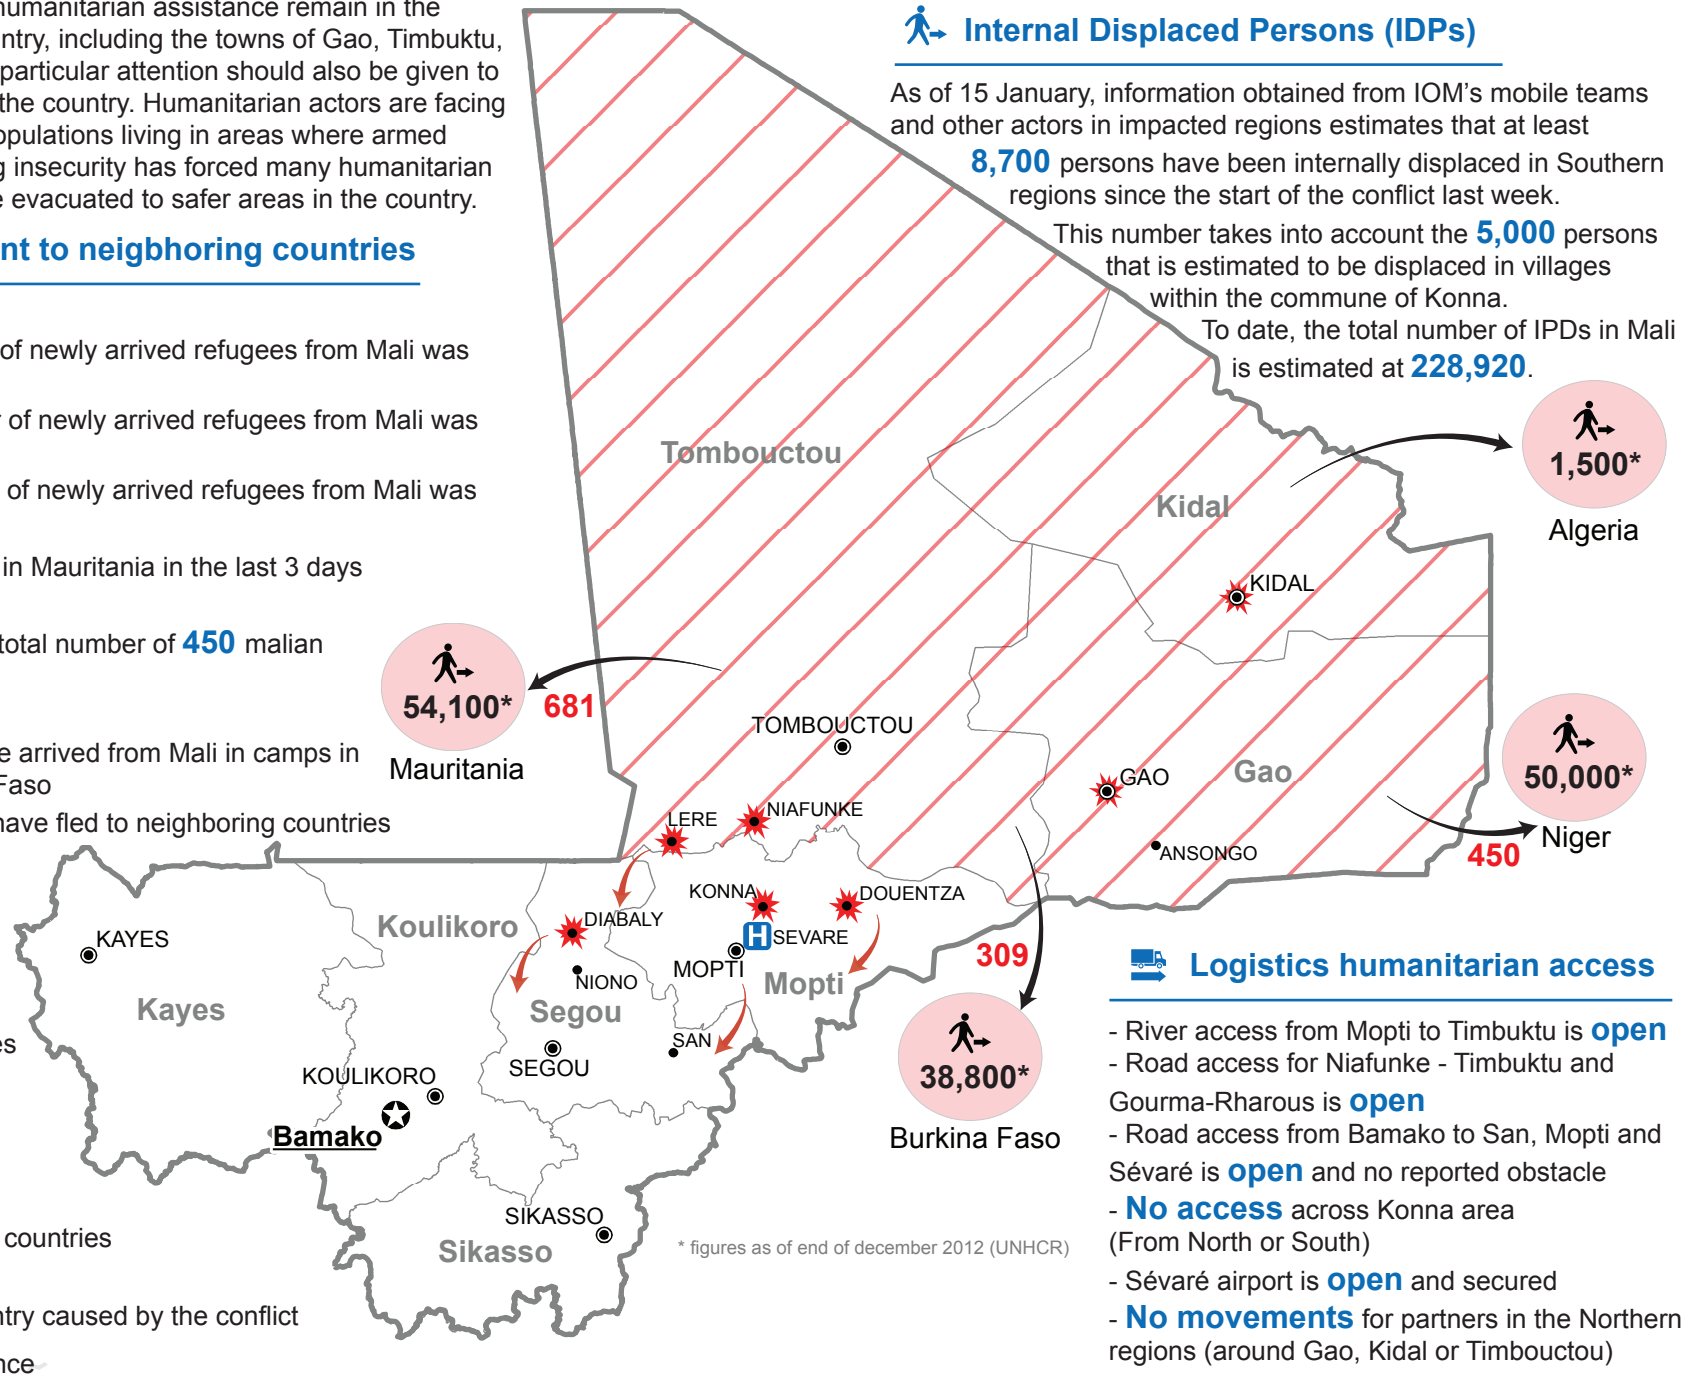 humanitarian assistance remain in the
ntry, including the towns of Gao, Timbuktu,
particular attention should also be given to
the country. Humanitarian actors are facing
opulations living in areas where armed
g insecurity has forced many humanitarian
e evacuated to safer areas in the country.
nt to neigbhoring countries
of newly arrived refugees from Mali was
r of newly arrived refugees from Mali was
of newly arrived refugees from Mali was
in Mauritania in the last 3 days
total number of 450 malian
e arrived from Mali in camps in
Faso
have fled to neighboring countries
es
countries
ntry caused by the conflict
nce
Internal Displaced Persons (IDPs)
As of 15 January, information obtained from IOM's mobile teams
and other actors in impacted regions estimates that at least
8,700 persons have been internally displaced in Southern
regions since the start of the conflict last week.
This number takes into account the 5,000 persons
that is estimated to be displaced in villages
within the commune of Konna.
To date, the total number of IPDs in Mali
is estimated at 228,920.
1,500*
Algeria
Tombouctou
Kidal
KIDAL
54,100*
681
Mauritania
TOMBOUCTOU
GAO
Gao
50,000*
Niger
450
LERE
NIAFUNKE
ANSONGO
KONNA
DOUENTZA
DIABALY
H
SEVARE
Koulikoro
KAYES
MOPTI
NIONO
Mopti
309
Kayes
Segou
SAN
SEGOU
38,800*
Burkina Faso
KOULIKORO
Bamako
SIKASSO
Sikasso
* figures as of end of december 2012 (UNHCR)
Logistics humanitarian access
- River access from Mopti to Timbuktu is open
- Road access for Niafunke - Timbuktu and
Gourma-Rharous is open
- Road access from Bamako to San, Mopti and
Sévaré is open and no reported obstacle
- No access across Konna area
(From North or South)
- Sévaré airport is open and secured
- No movements for partners in the Northern
regions (around Gao, Kidal or Timbouctou)